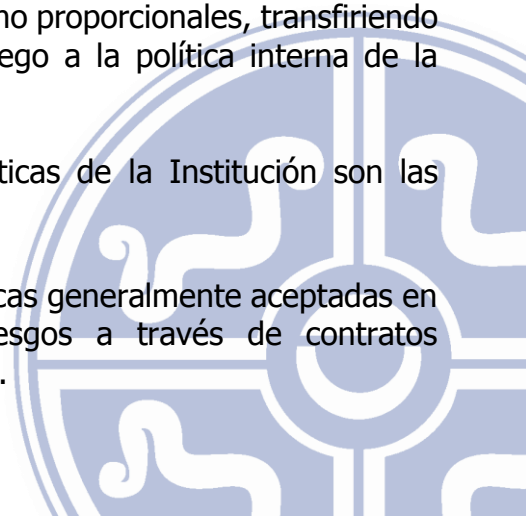 no proporcionales, transfiriendo
ego a la política interna de la
ticas de la Institución son las
cas generalmente aceptadas en
esgos a través de contratos
.